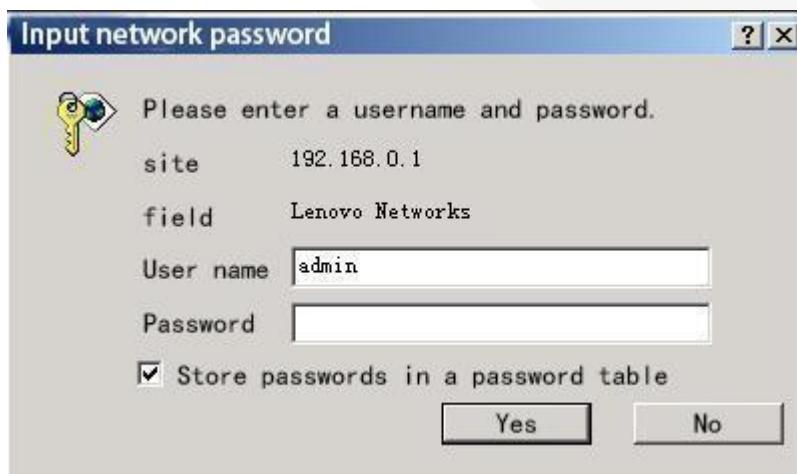 Input network password
Please enter a username and password.
site 192.168.0.1
field Lenovo Networks
User name admin
Password
Store passwords in a password table
Yes No